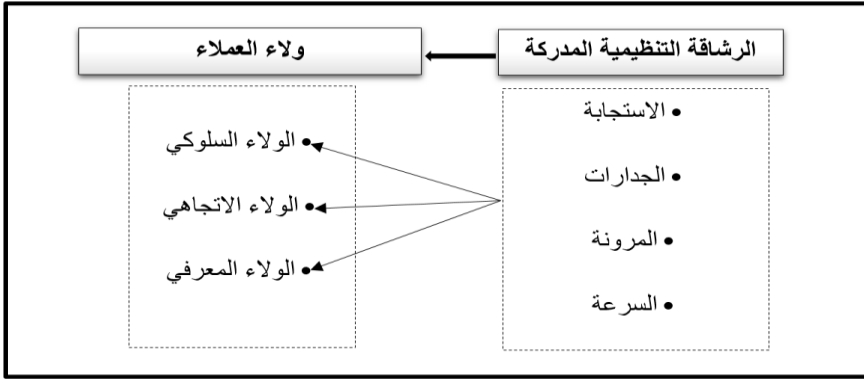 الرشاقة التنظيمية المدركة
• الاستجابة
• الجدارات
• المرونة
• السرعة
ولاء العملاء
• الولاء السلوكي
• الولاء الاتجاهي
• الولاء المعرفي